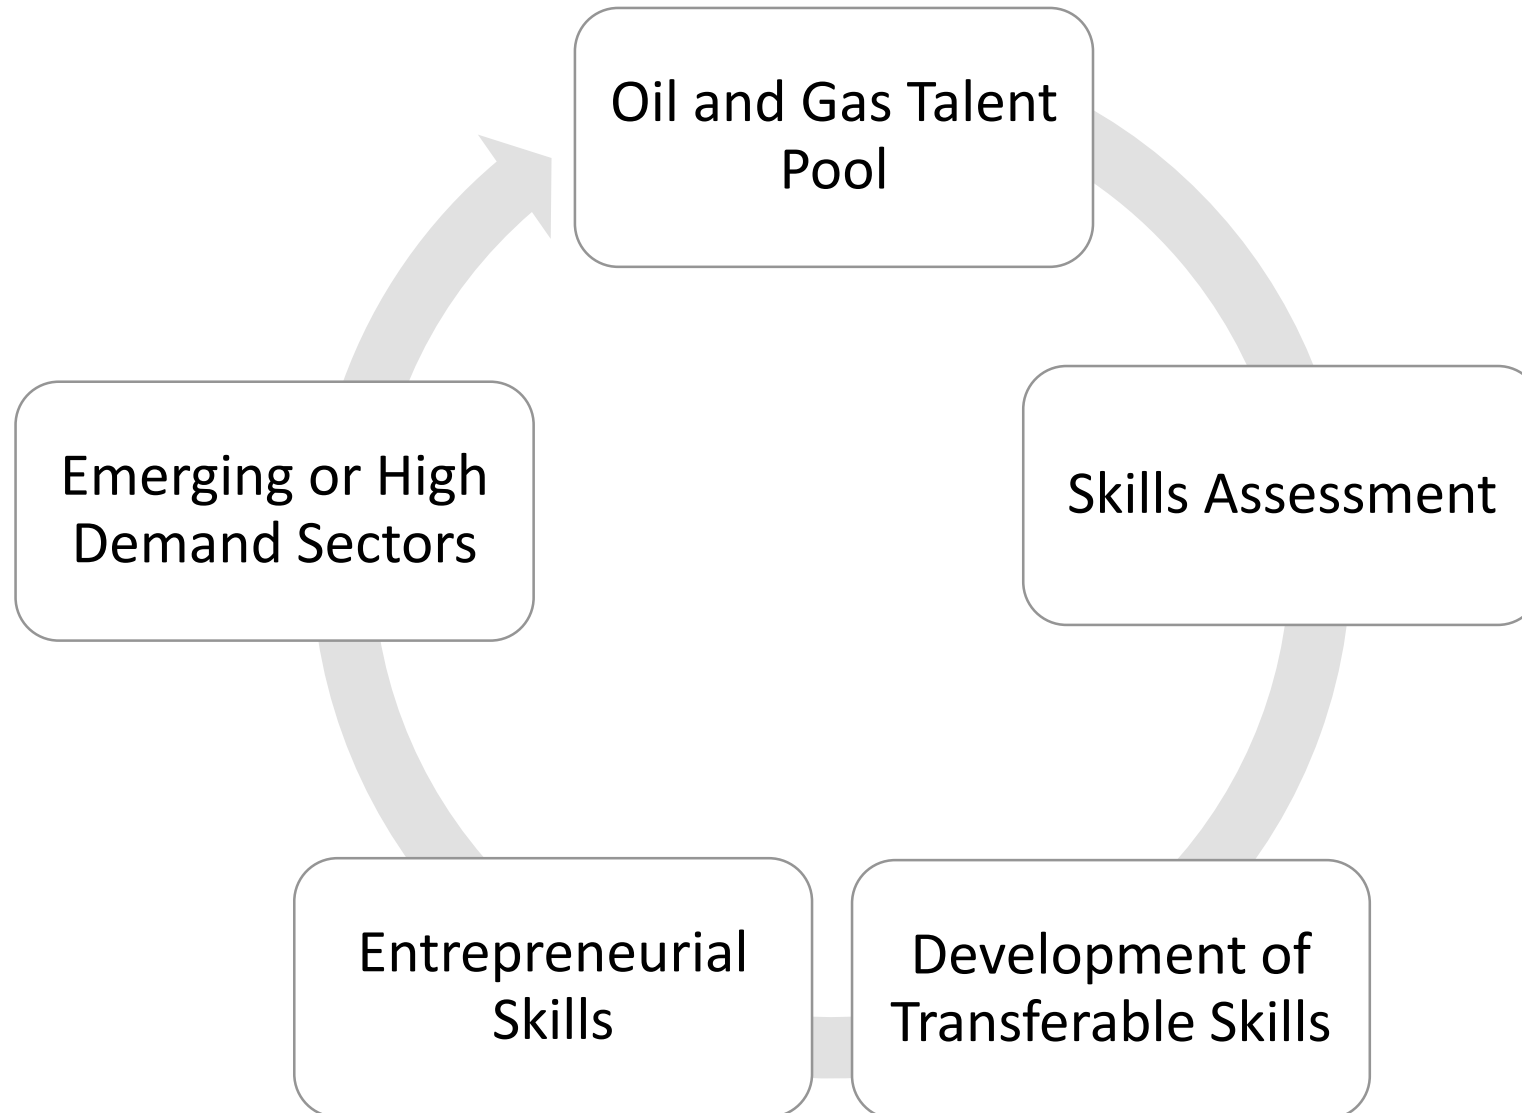 Oil and Gas Talent
Pool
Skills Assessment
Development of
Transferable Skills
Entrepreneurial
Skills
Emerging or High
Demand Sectors